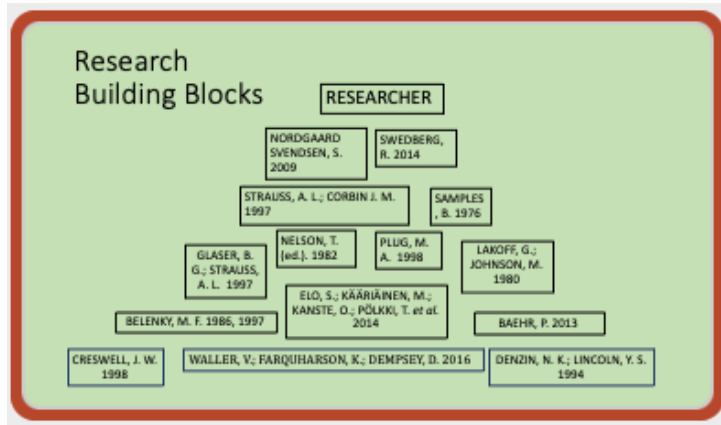 Research
Building Blocks
RESEARCHER
NORDGAARD
SVENDSEN, S.
2009
SWEDBERG,
R. 2014
STRAUSS, A. L.; CORBIN J. M.
1997
SAMPLES
, B. 1976
GLASER, B.
G.; STRAUSS,
A. L. 1997
NELSON, T.
(ed.). 1982
PLUG, M.
A. 1998
LAKOFF, G.;
JOHNSON, M.
1980
BELENKY, M. F. 1986, 1997
ELO, S.; KÄÄRIÄINEN, M.;
KANSTE, O.; PÖLKKI, T. et al.
2014
BAEHR, P. 2013
CRESWELL, J. W.
1998
WALLER, V.; FARQUHARSON, K.; DEMPSEY, D. 2016
DENZIN, N. K.; LINCOLN, Y. S.
1994